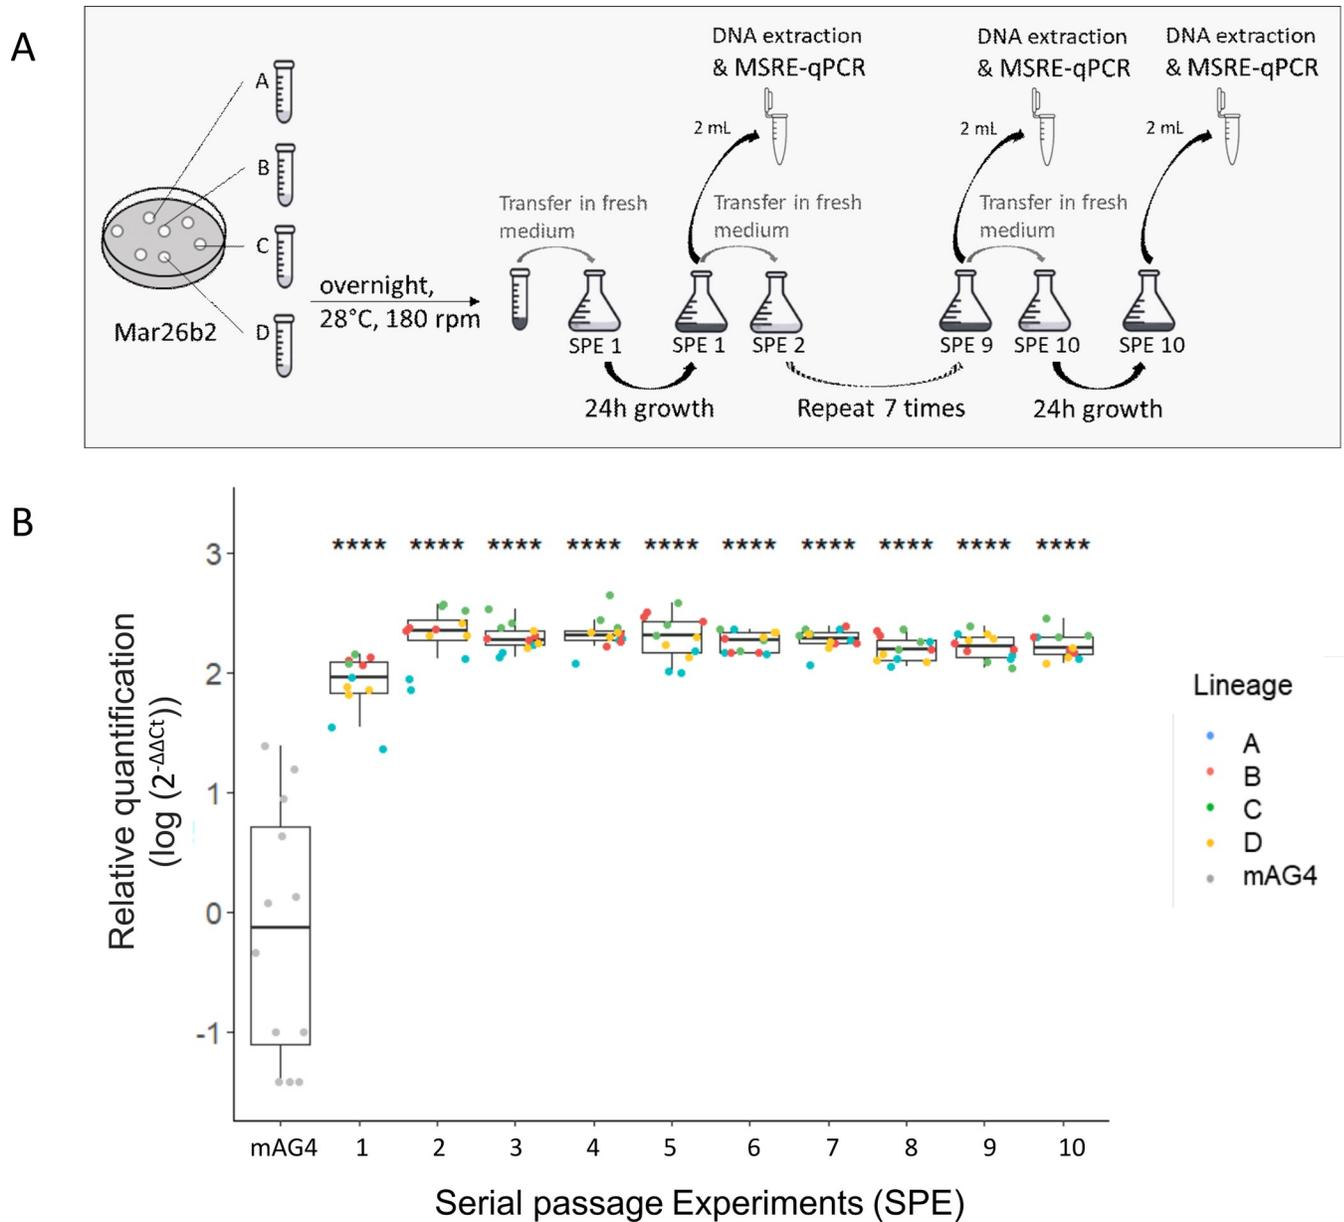 A
DNA extraction
& MSRE-qPCR
DNA extraction
& MSRE-qPCR
DNA extraction
& MSRE-qPCR
A
B
C
D
2 mL
2 mL
2 mL
Transfer in fresh
medium
Transfer in fresh
medium
Transfer in fresh
medium
Mar26b2
overnight,
28°C, 180 rpm
SPE 1
SPE 1
SPE 2
SPE 9
SPE 10
SPE 10
24h growth
Repeat 7 times
24h growth
B
Relative quantification
(log (2-ΔΔCt))
3
2
1
0
-1
**** **** **** **** **** **** **** **** **** ****
mAG4 1 2 3 4 5 6 7 8 9 10
Serial passage Experiments (SPE)
Lineage
A
B
C
D
mAG4